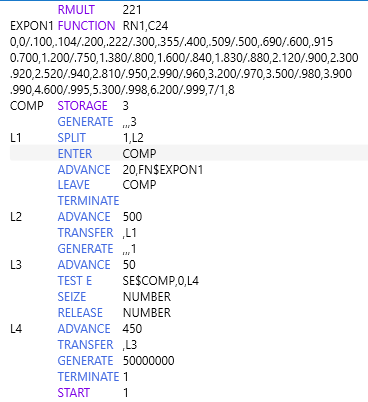 RMULT 221
EXPON1 FUNCTION RN1,C24
0,0/.100,.104/.200,.222/.300,.355/.400,.509/.500,.690/.600,.915
0.700,1.200/.750,1.380/.800,1.600/.840,1.830/.880,2.120/.900,2.300
.920,2.520/.940,2.810/.950,2.990/.960,3.200/.970,3.500/.980,3.900
.990,4.600/.995,5.300/.998,6.200/.999,7/1,8
COMP STORAGE 3
GENERATE ,,,3
L1 SPLIT 1,L2
ENTER COMP
ADVANCE 20,FN$EXPON1
LEAVE COMP
TERMINATE
L2 ADVANCE 500
TRANSFER ,L1
GENERATE ,,,1
L3 ADVANCE 50
TEST E SE$COMP,0,L4
SEIZE NUMBER
RELEASE NUMBER
L4 ADVANCE 450
TRANSFER ,L3
GENERATE 50000000
TERMINATE 1
START 1